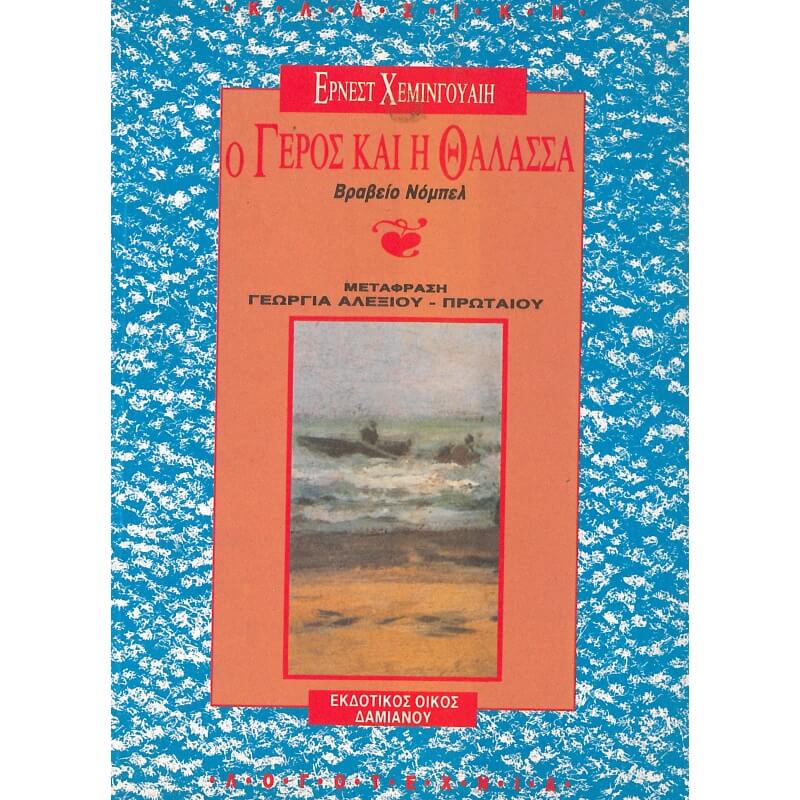 ΚΛΑΣΙΚΗ
ΕΡΝΕΣΤ ΧΕΜΙΝΓΟΥΑΙΗ
Ο ΓΕΡΟΣ ΚΑΙ Η ΘΑΛΑΣΣΑ
Βραβείο Νόμπελ
ΜΕΤΑΦΡΑΣΗ
ΓΕΩΡΓΙΑ ΑΛΕΞΙΟΥ - ΠΡΩΤΑΙΟΥ
ΕΚΔΟΤΙΚΟΣ ΟΙΚΟΣ
ΔΑΜΙΑΝΟΥ
ΛΟΓΟΤΕΧΝΙΑ